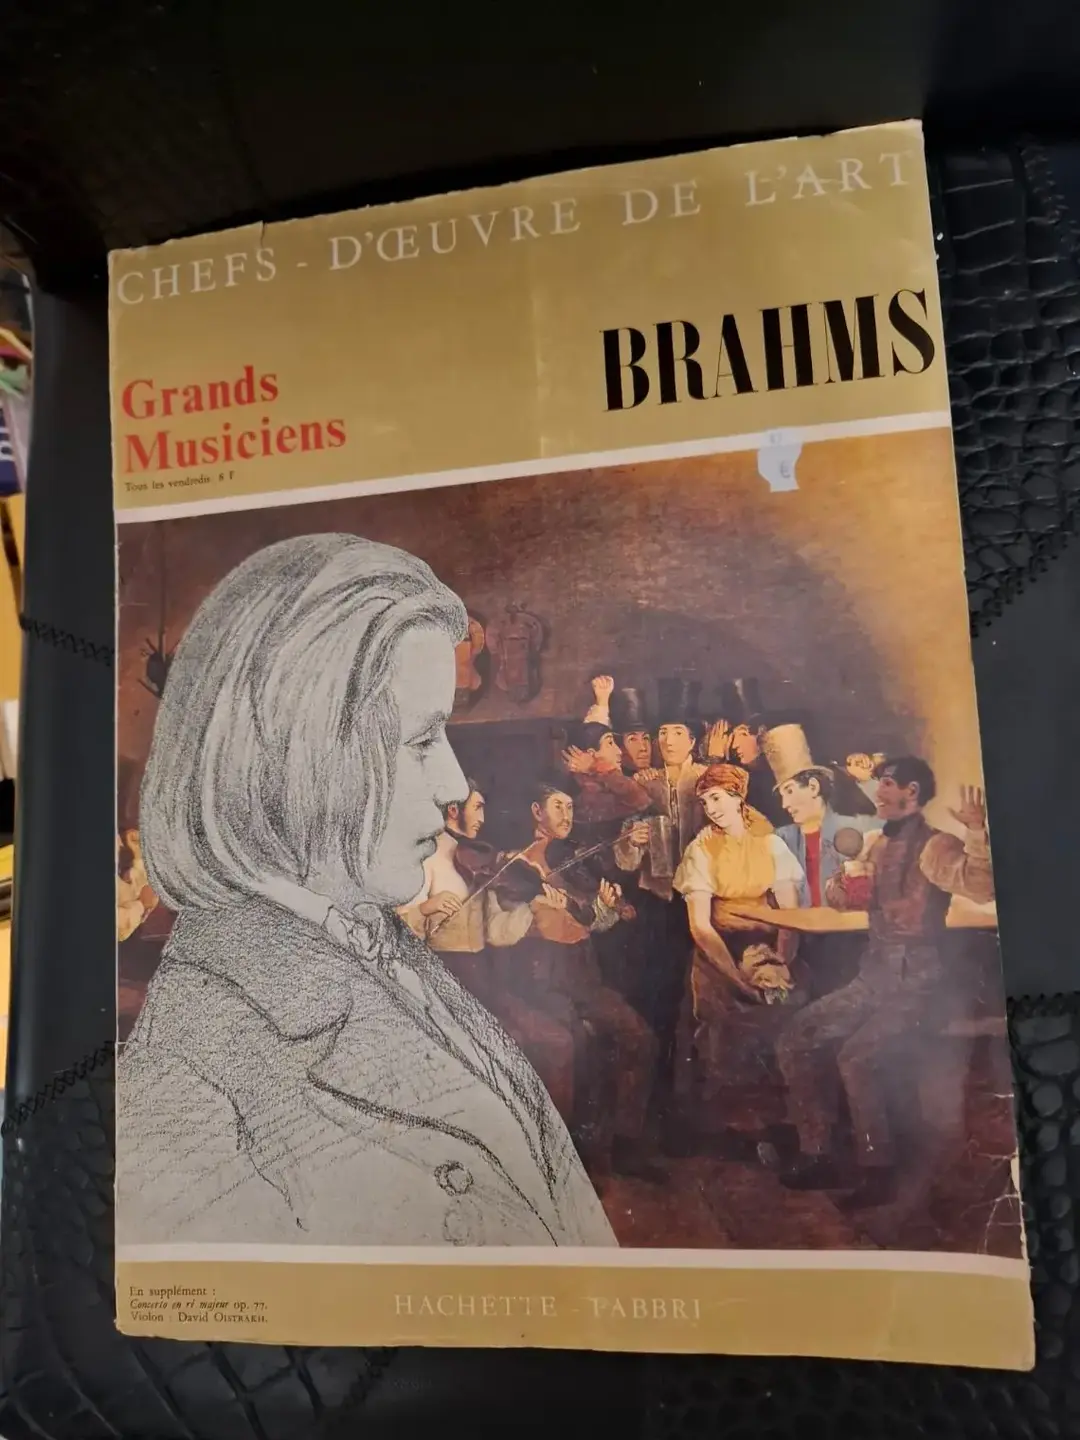 CHEFS - D'ŒUVRE DE L'ART
BRAHMS
Grands
Musiciens
Tous les vendredis 8 F
€
En supplément :
Concerto en ré majeur op. 77.
Violon : David OISTRAKH.
HACHETTE - FABBRI